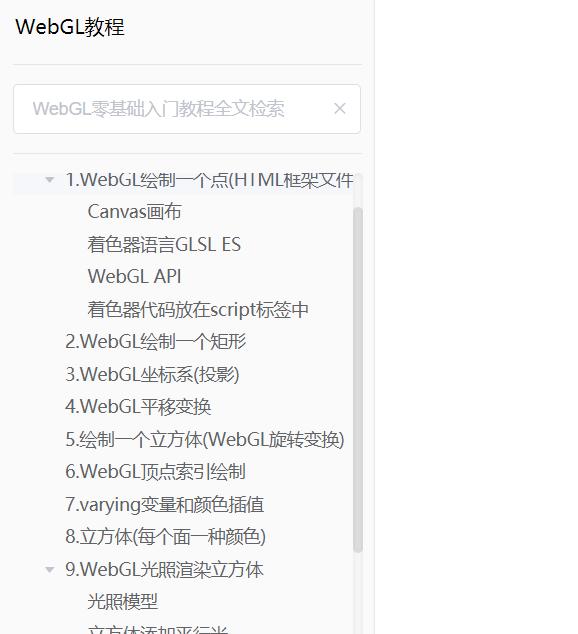 WebGL教程
WebGL零基础入门教程全文检索
1.WebGL绘制一个点(HTML框架文件
Canvas画布
着色器语言GLSL ES
WebGL API
着色器代码放在script标签中
2.WebGL绘制一个矩形
3.WebGL坐标系(投影)
4.WebGL平移变换
5.绘制一个立方体(WebGL旋转变换)
6.WebGL顶点索引绘制
7.varying变量和颜色插值
8.立方体(每个面一种颜色)
9.WebGL光照渲染立方体
光照模型
立方体添加平行光